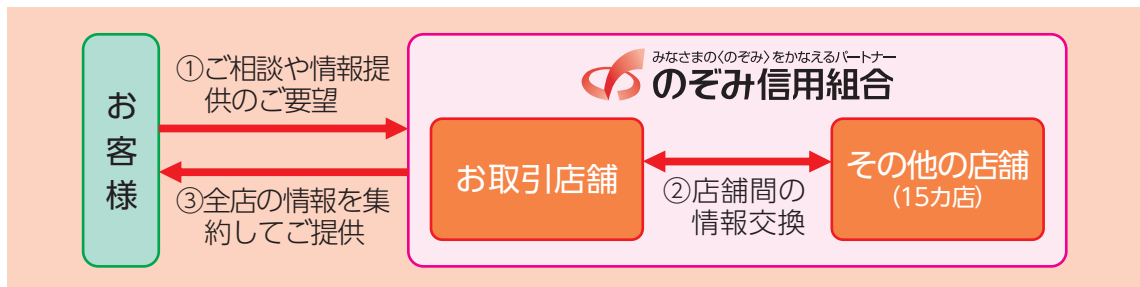 お客様
①ご相談や情報提
供のご要望
③全店の情報を集
約してご提供
みなさまの〈のぞみ〉をかなえるパートナー
のぞみ信用組合
お取引店舗
②店舗間の
情報交換
その他の店舗
(15カ店)